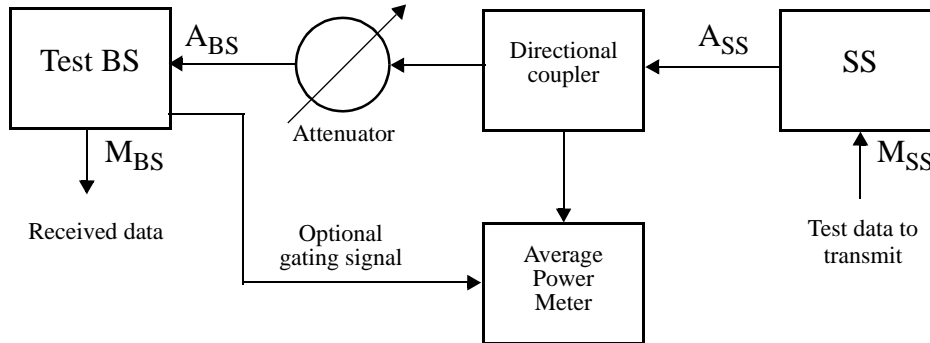 Test BS
A_BS
Attenuator
Directional
coupler
A_SS
SS
M_BS
M_SS
Received data
Optional
gating signal
Average
Power
Meter
Test data to
transmit